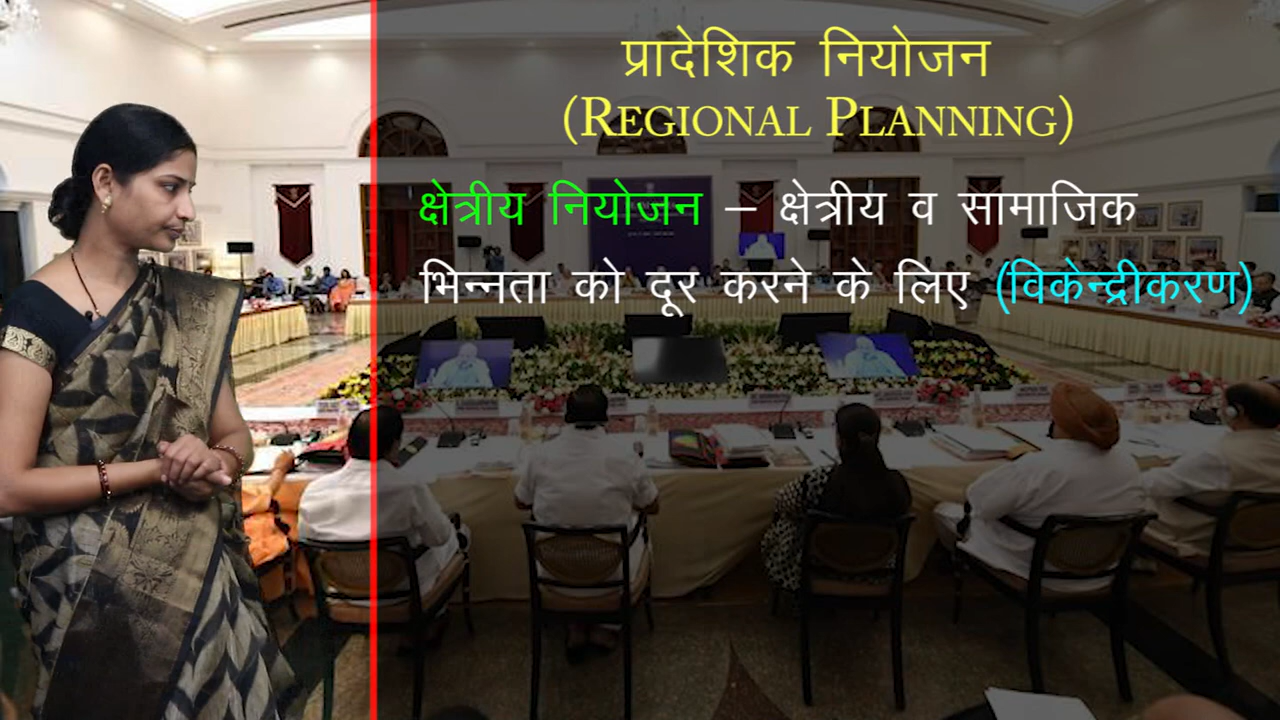 प्रादेशिक नियोजन
(REGIONAL PLANNING)
क्षेत्रीय नियोजन – क्षेत्रीय व सामाजिक
भिन्नता को दूर करने के लिए (विकेन्द्रीकरण)